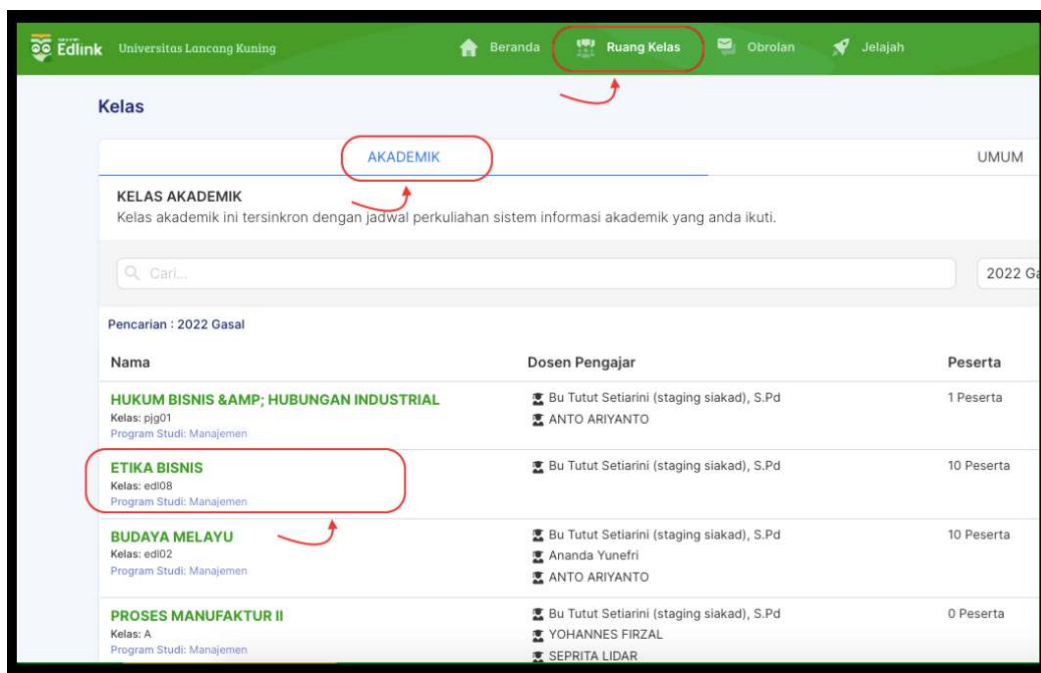 Edlink Universitas Lancang Kuning Beranda Ruang Kelas Obrolan Jelajah
Kelas
AKADEMIK UMUM
KELAS AKADEMIK
Kelas akademik ini tersinkron dengan jadwal perkuliahan sistem informasi akademik yang anda ikuti.
Cari... 2022 Ga
Pencarian : 2022 Gasal
Nama Dosen Pengajar Peserta
HUKUM BISNIS &AMP; HUBUNGAN INDUSTRIAL Bu Tutut Setiarini (staging siakad), S.Pd 1 Peserta
Kelas: pjg01 ANTO ARIYANTO
Program Studi: Manajemen
ETIKA BISNIS Bu Tutut Setiarini (staging siakad), S.Pd 10 Peserta
Kelas: edl08
Program Studi: Manajemen
BUDAYA MELAYU Bu Tutut Setiarini (staging siakad), S.Pd 10 Peserta
Kelas: edl02 Ananda Yunefri
Program Studi: Manajemen ANTO ARIYANTO
PROSES MANUFAKTUR II Bu Tutut Setiarini (staging siakad), S.Pd 0 Peserta
Kelas: A YOHANNES FIRZAL
Program Studi: Manajemen SEPRITA LIDAR